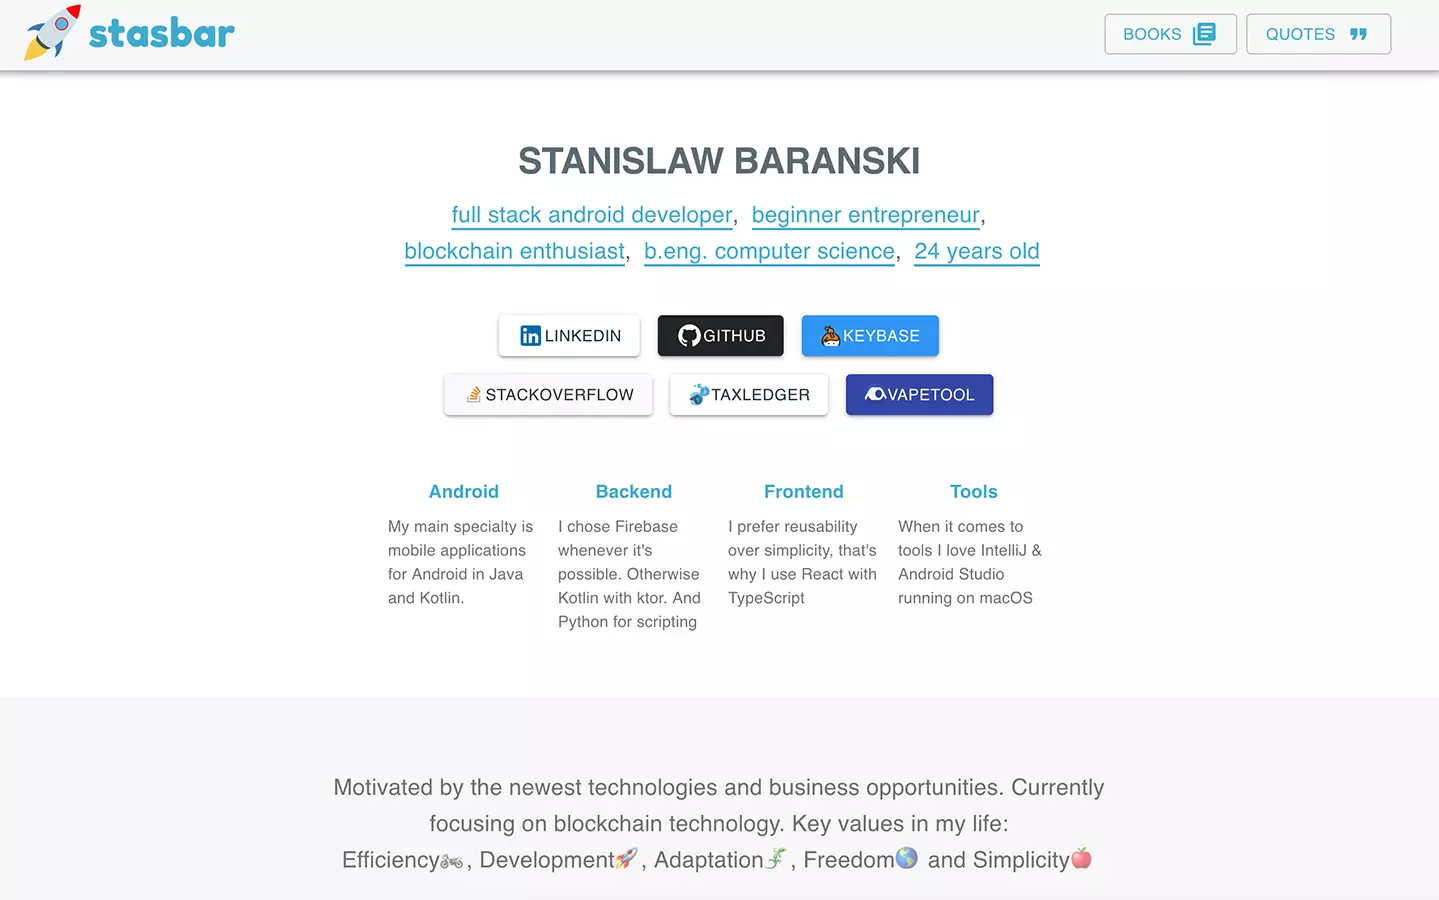 stasbar
BOOKS
QUOTES
STANISLAW BARANSKI
full stack android developer, beginner entrepreneur,
blockchain enthusiast, b.eng. computer science, 24 years old
LINKEDIN
GITHUB
KEYBASE
STACKOVERFLOW
TAXLEDGER
VAPETOOL
Android
My main specialty is
mobile applications
for Android in Java
and Kotlin.
Backend
I chose Firebase
whenever it's
possible. Otherwise
Kotlin with ktor. And
Python for scripting
Frontend
I prefer reusability
over simplicity, that's
why I use React with
TypeScript
Tools
When it comes to
tools I love IntelliJ &
Android Studio
running on macOS
Motivated by the newest technologies and business opportunities. Currently
focusing on blockchain technology. Key values in my life:
Efficiency🏍, Development🚀, Adaptation🦎, Freedom🌎 and Simplicity🍎